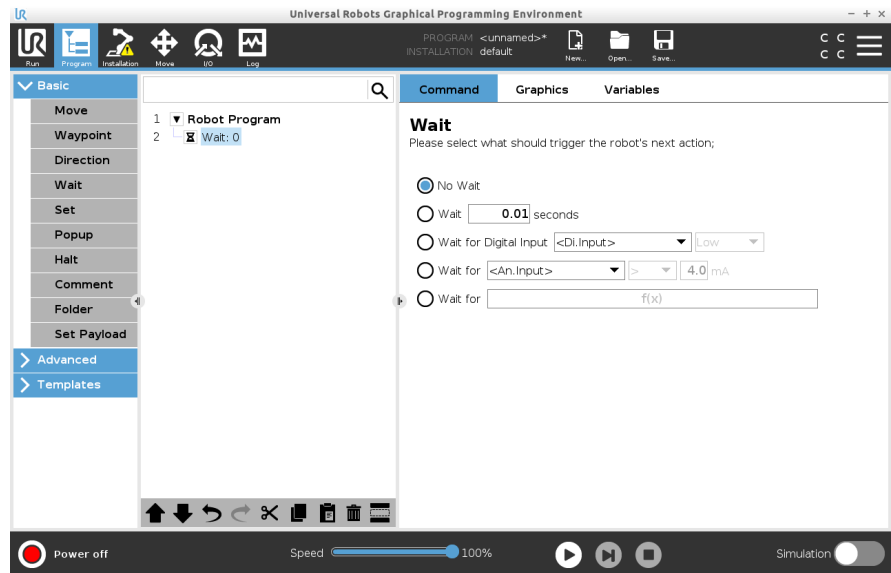 Universal Robots Graphical Programming Environment
UR
Run
Program
Installation
Move
I/O
Log
PROGRAM <unnamed>*
INSTALLATION default
New...
Open...
Save...
C C
C C
Basic
Move
Waypoint
Direction
Wait
Set
Popup
Halt
Comment
Folder
Set Payload
Advanced
Templates
1 Robot Program
2 Wait: 0
Command Graphics Variables
Wait
Please select what should trigger the robot's next action;
No Wait
Wait 0.01 seconds
Wait for Digital Input <Di.Input> Low
Wait for <An.Input> > 4.0 mA
Wait for f(x)
Power off
Speed 100%
Simulation